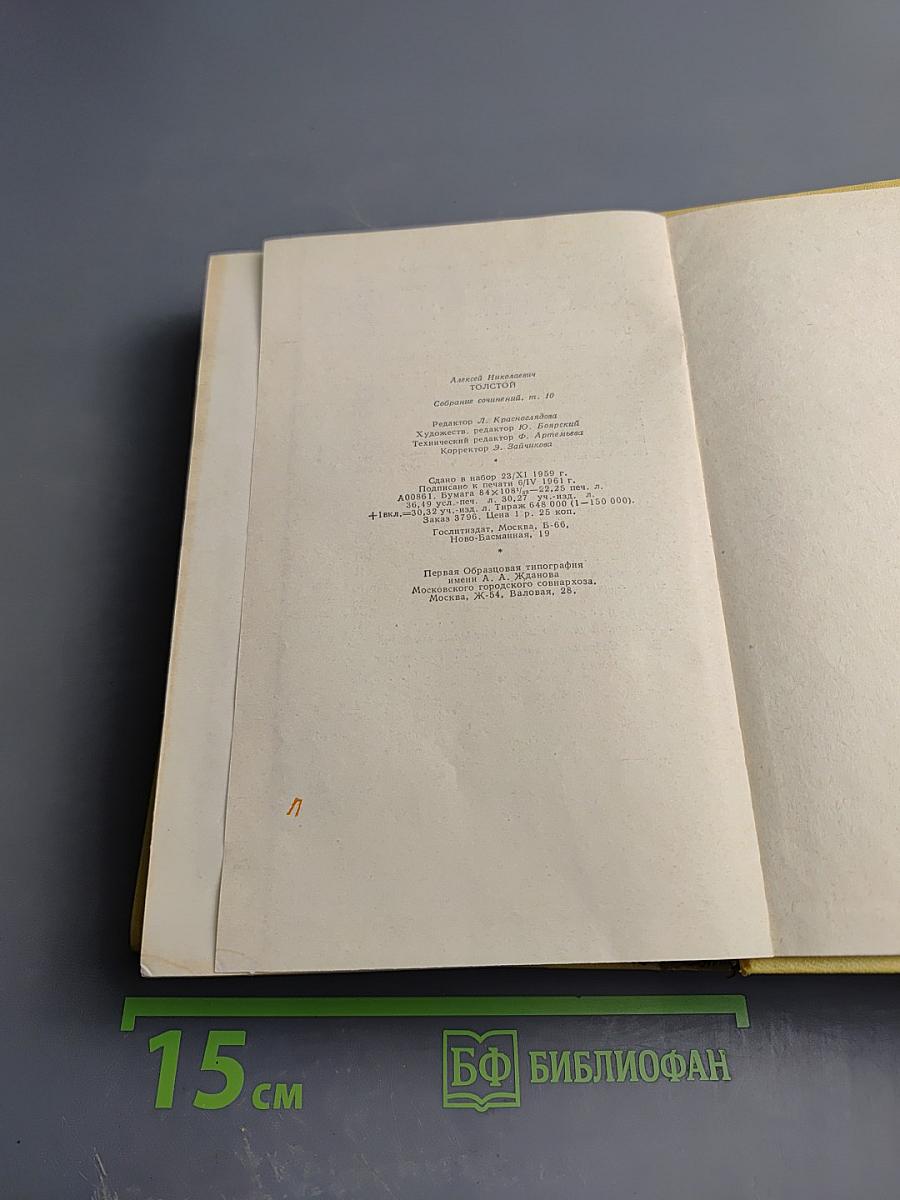 Алексей Николаевич
ТОЛСТОЙ
Собрание сочинений, т. 10
Редактор Л. Красноглядова
Художеств. редактор Ю. Боярский
Технический редактор Ф. Артемьева
Корректор Э. Зайчикова
*
Сдано в набор 23/XI 1959 г.
Подписано к печати 6/IV 1961 г.
А00861. Бумага 84×108¹/₃₂—22,25 печ. л.
36,49 усл.-печ. л. 30,27 уч.-изд. л.
+1вкл.=30,32 уч.-изд. л. Тираж 648 000 (1—150 000).
Заказ 3796. Цена 1 р. 25 коп.
Гослитиздат, Москва, Б-66,
Ново-Басманная, 19
*
Первая Образцовая типография
имени А. А. Жданова
Московского городского совнархоза.
Москва, Ж-54, Валовая, 28.
Л
15 см
БФ БИБЛИОФАН